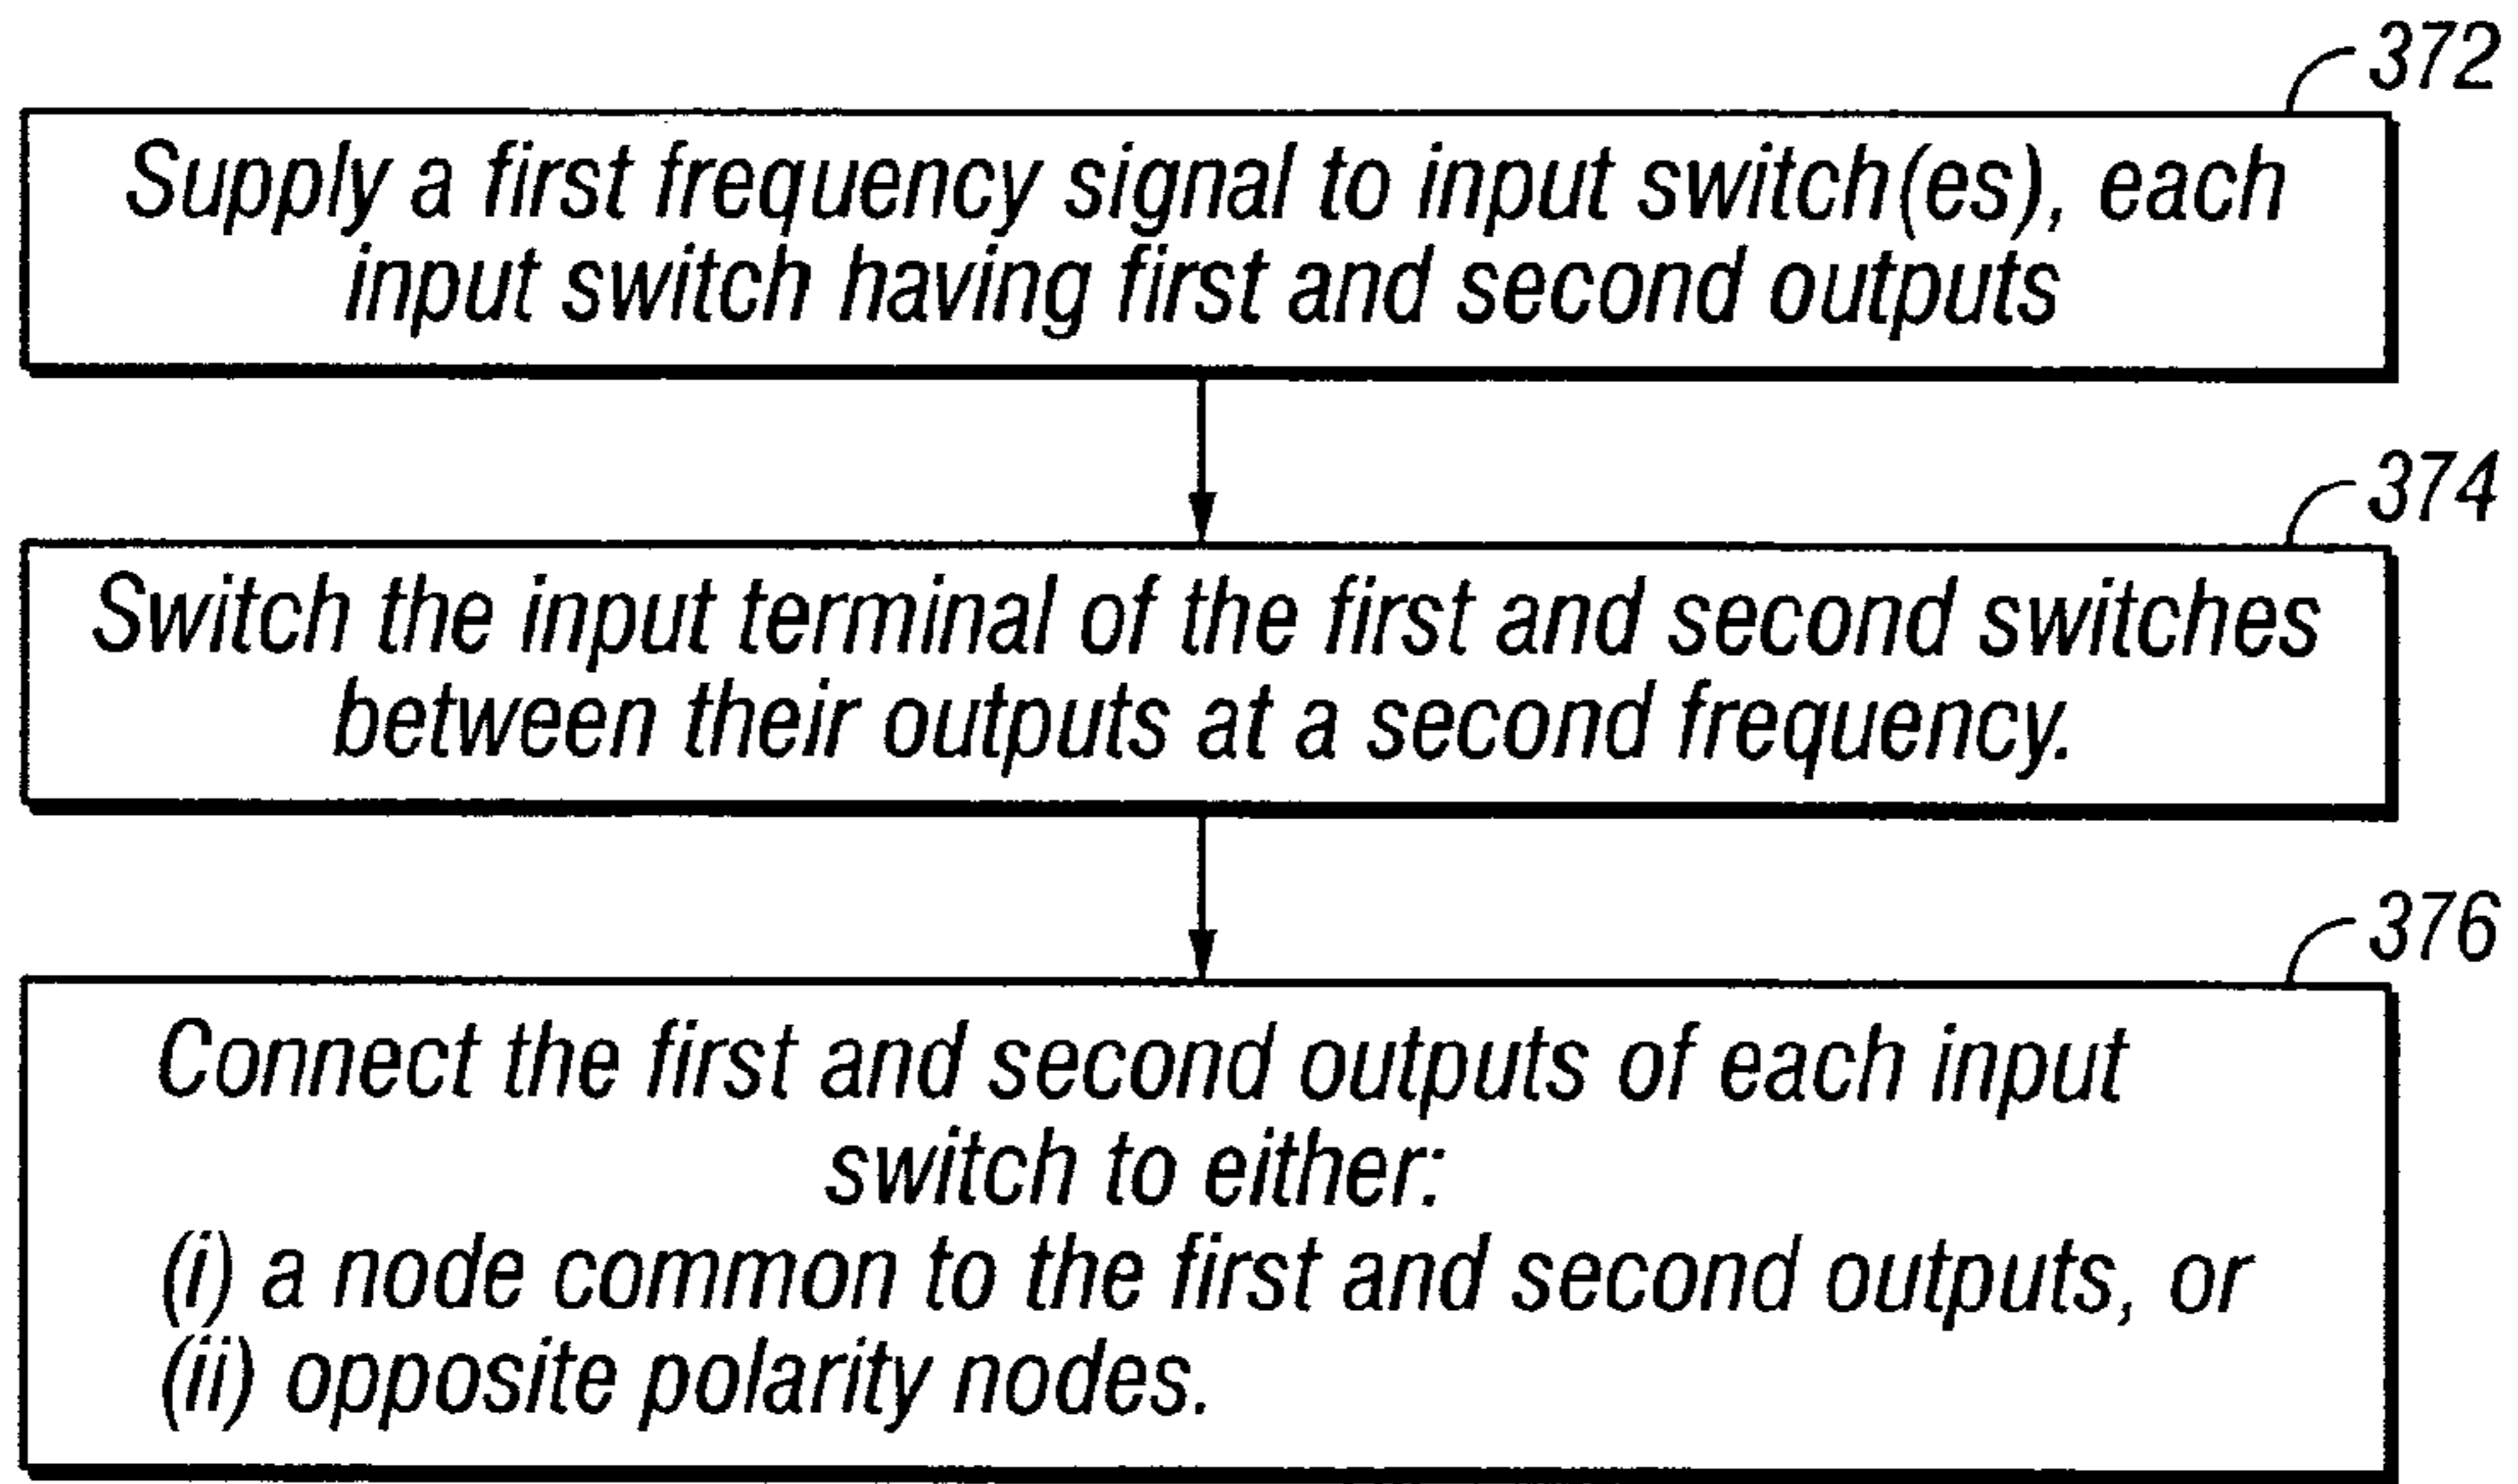 372
Supply a first frequency signal to input switch(es), each
input switch having first and second outputs
374
Switch the input terminal of the first and second switches
between their outputs at a second frequency.
376
Connect the first and second outputs of each input
switch to either:
(i) a node common to the first and second outputs, or
(ii) opposite polarity nodes.